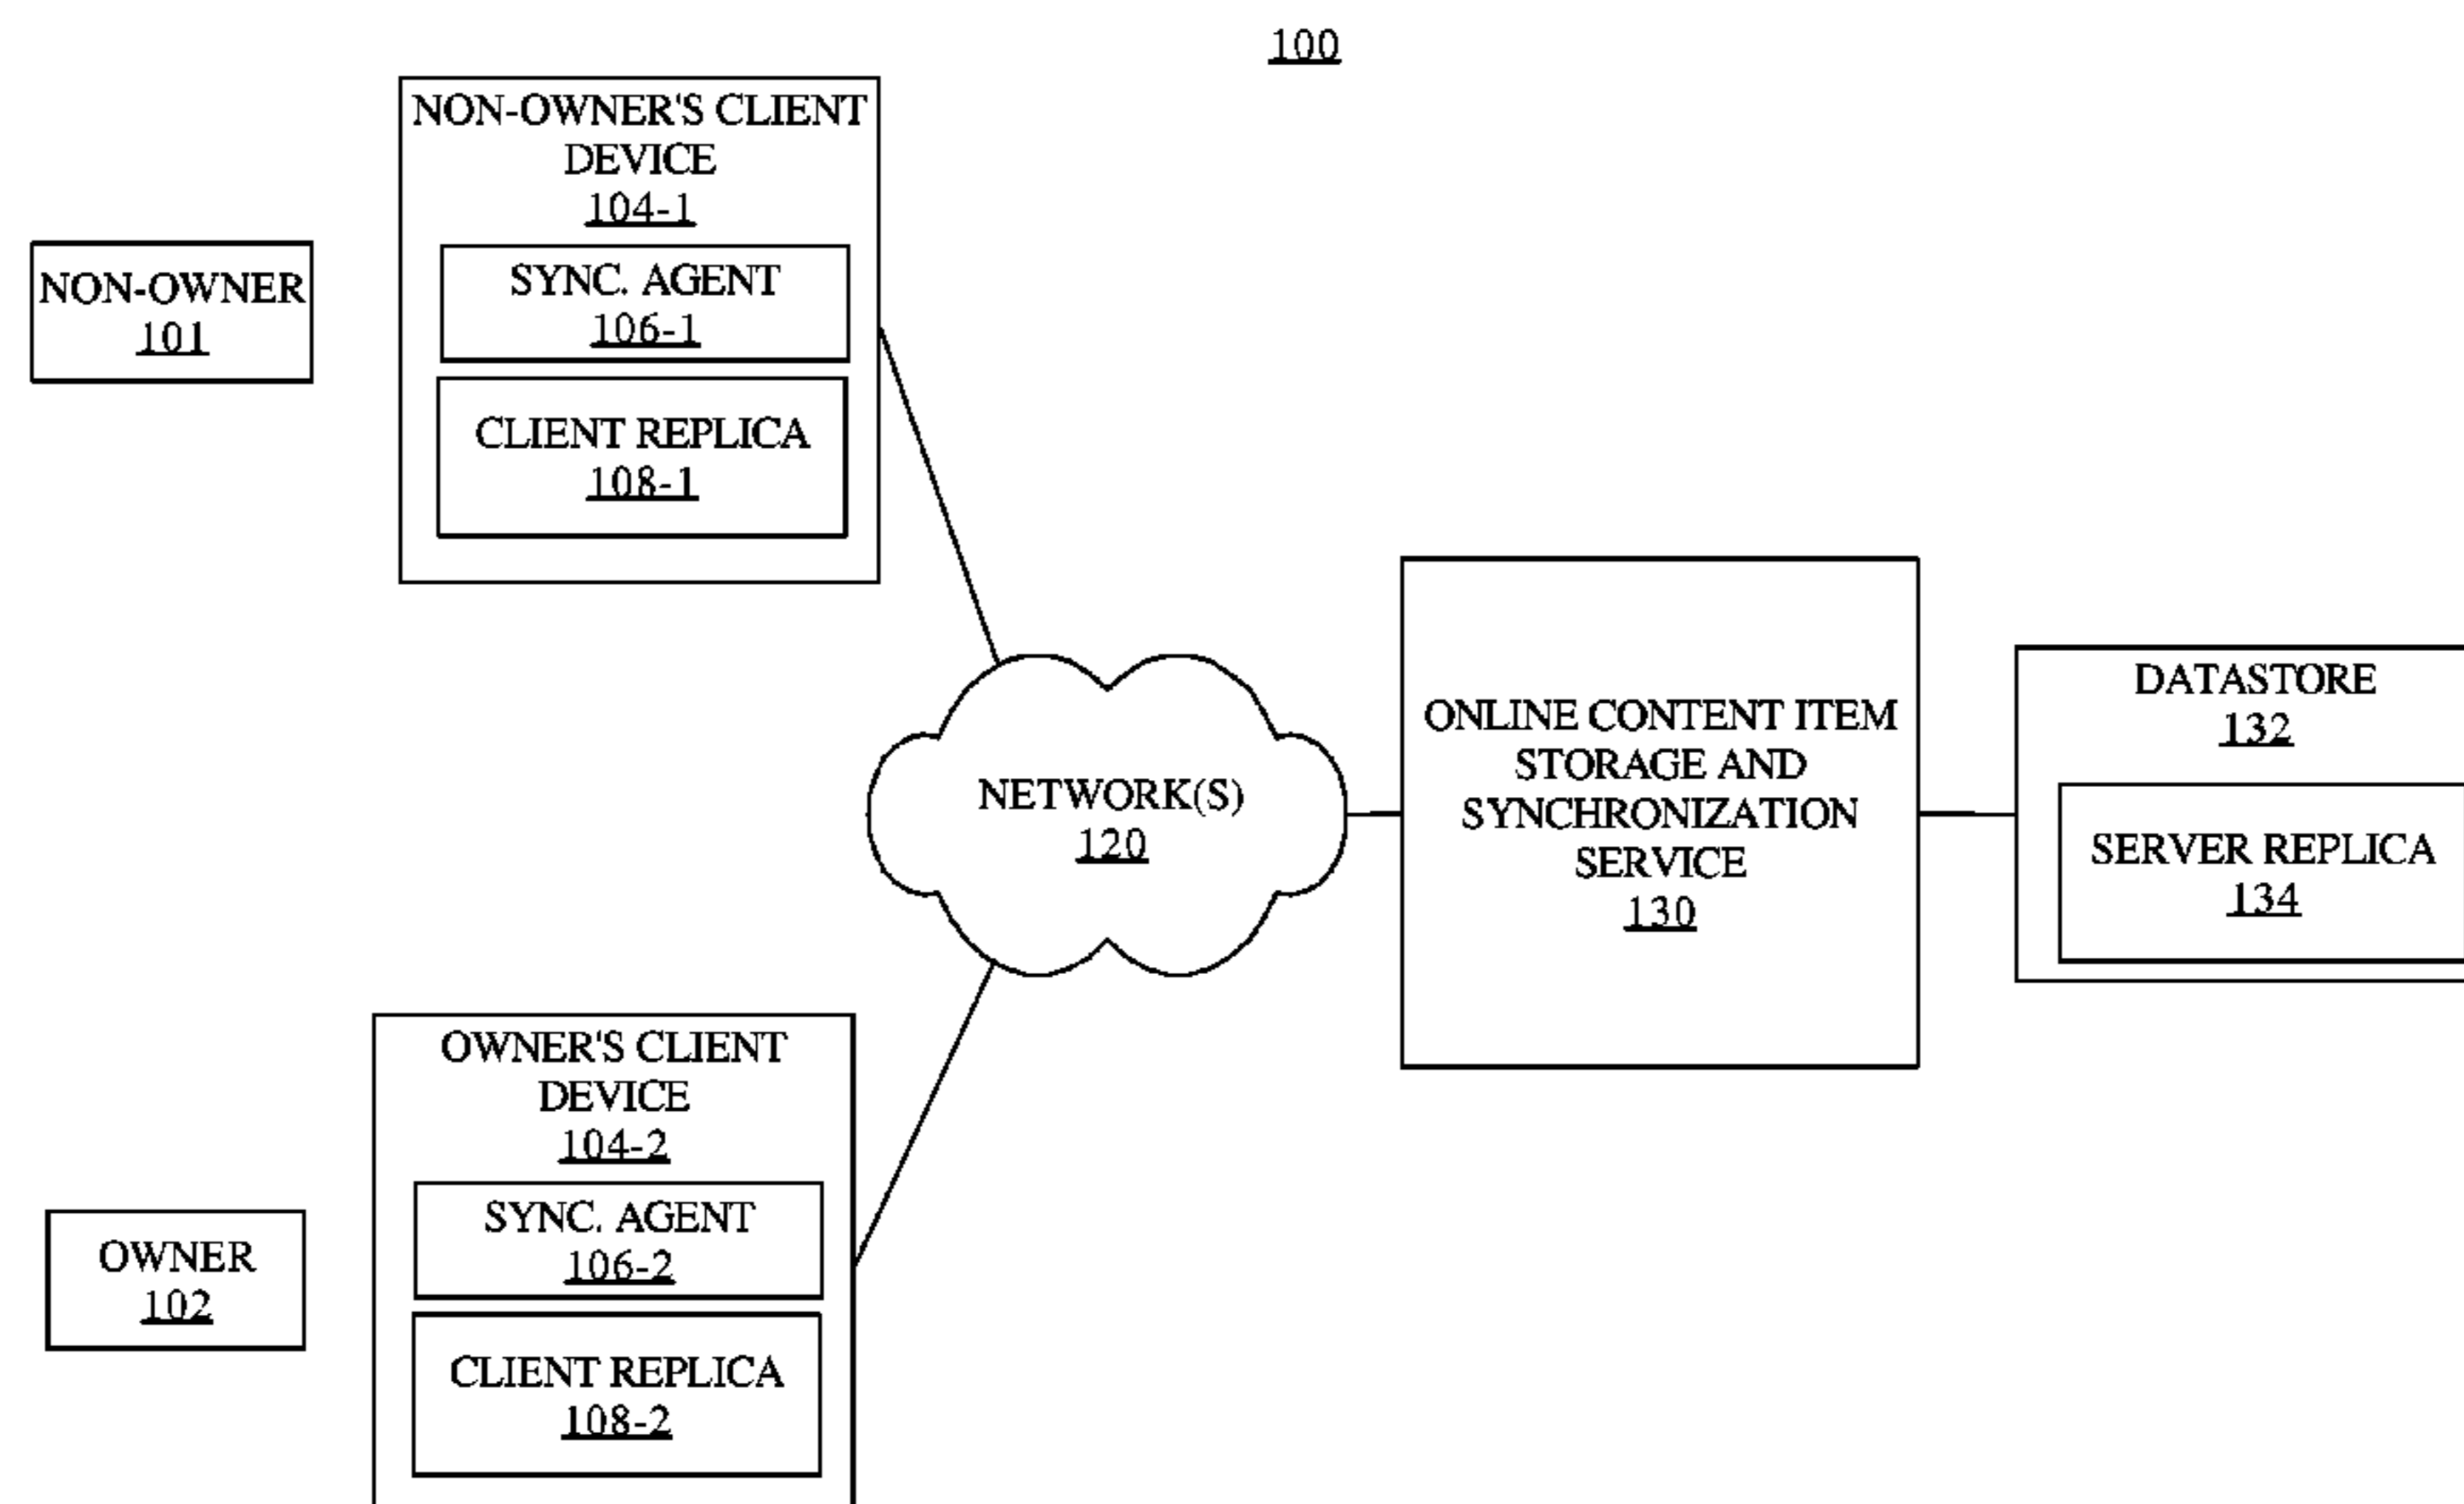 100
NON-OWNER'S CLIENT
DEVICE
104-1
SYNC. AGENT
106-1
CLIENT REPLICA
108-1
NON-OWNER
101
NETWORK(S)
120
ONLINE CONTENT ITEM
STORAGE AND
SYNCHRONIZATION
SERVICE
130
DATASTORE
132
SERVER REPLICA
134
OWNER'S CLIENT
DEVICE
104-2
SYNC. AGENT
106-2
CLIENT REPLICA
108-2
OWNER
102